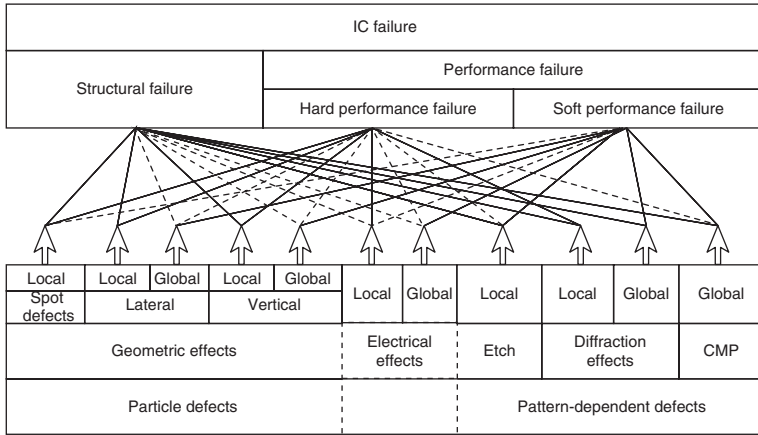 IC failure
Structural failure
Performance failure
Hard performance failure
Soft performance failure
Local
Local
Global
Local
Global
Local
Global
Local
Local
Global
Global
Spot
defects
Lateral
Vertical
Geometric effects
Electrical
effects
Etch
Diffraction
effects
CMP
Particle defects
Pattern-dependent defects